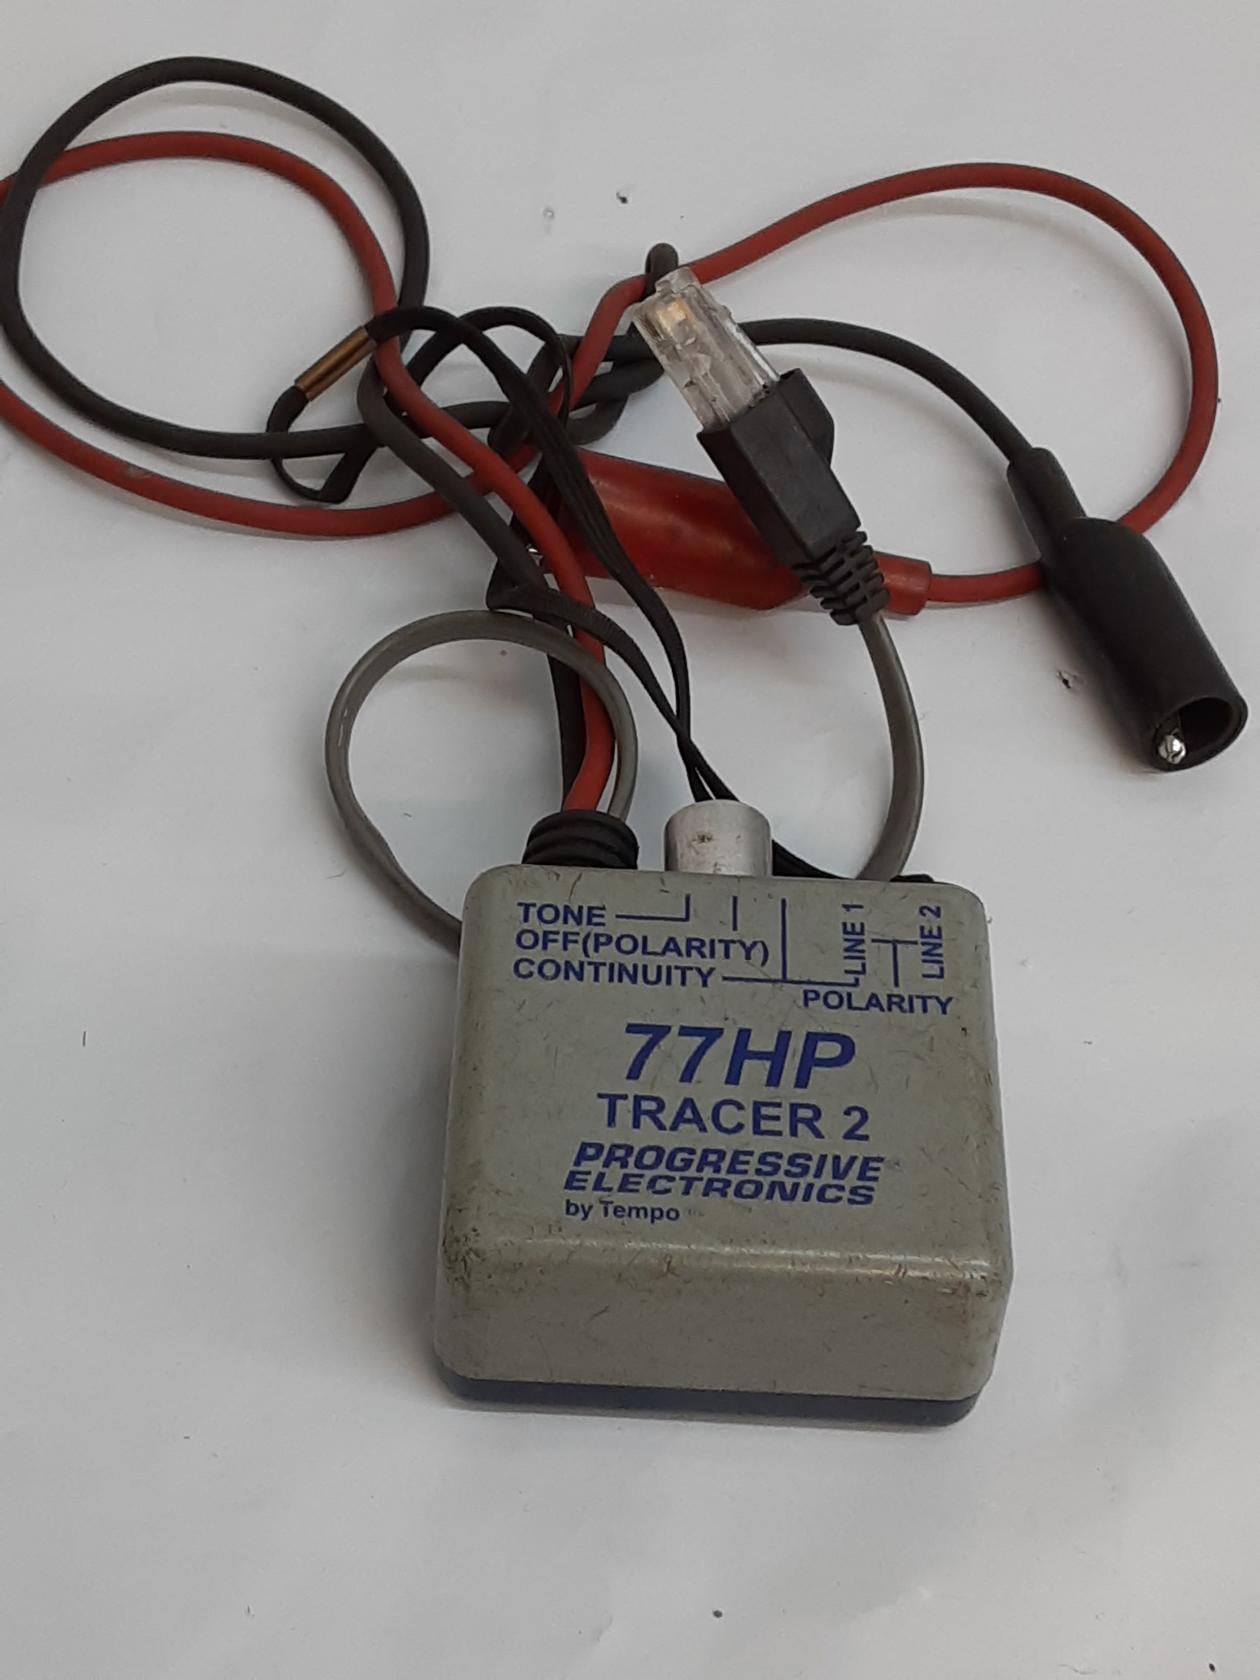 TONE
OFF(POLARITY)
CONTINUITY
LINE 1
LINE 2
POLARITY
77HP
TRACER 2
PROGRESSIVE
ELECTRONICS
by Tempo